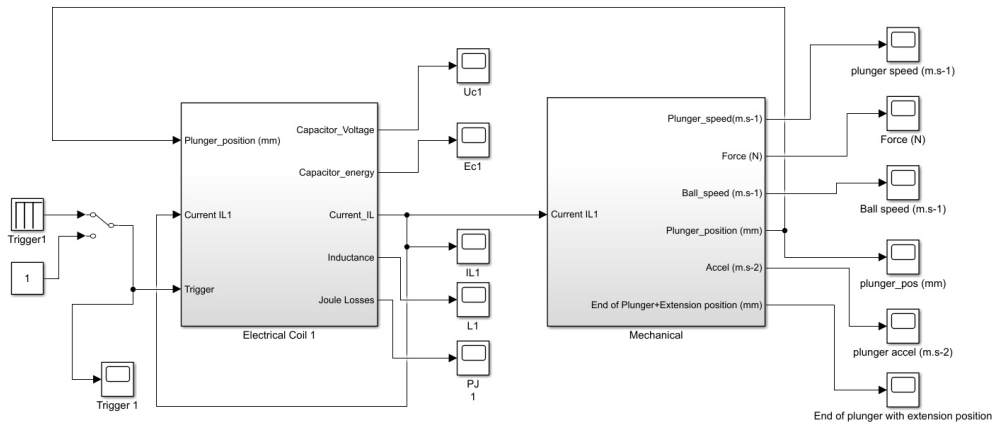 plunger speed (m.s-1)
Uc1
Plunger_speed(m.s-1)
Capacitor_Voltage
Plunger_position (mm)
Force (N)
Force (N)
Ec1
Capacitor_energy
Ball_speed (m.s-1)
Ball speed (m.s-1)
Current IL1
Current_IL
Current IL1
Trigger1
Plunger_position (mm)
Inductance
IL1
Accel (m.s-2)
1
plunger_pos (mm)
Trigger
Joule Losses
L1
End of Plunger+Extension position (mm)
Electrical Coil 1
Mechanical
plunger accel (m.s-2)
PJ
1
Trigger 1
End of plunger with extension position